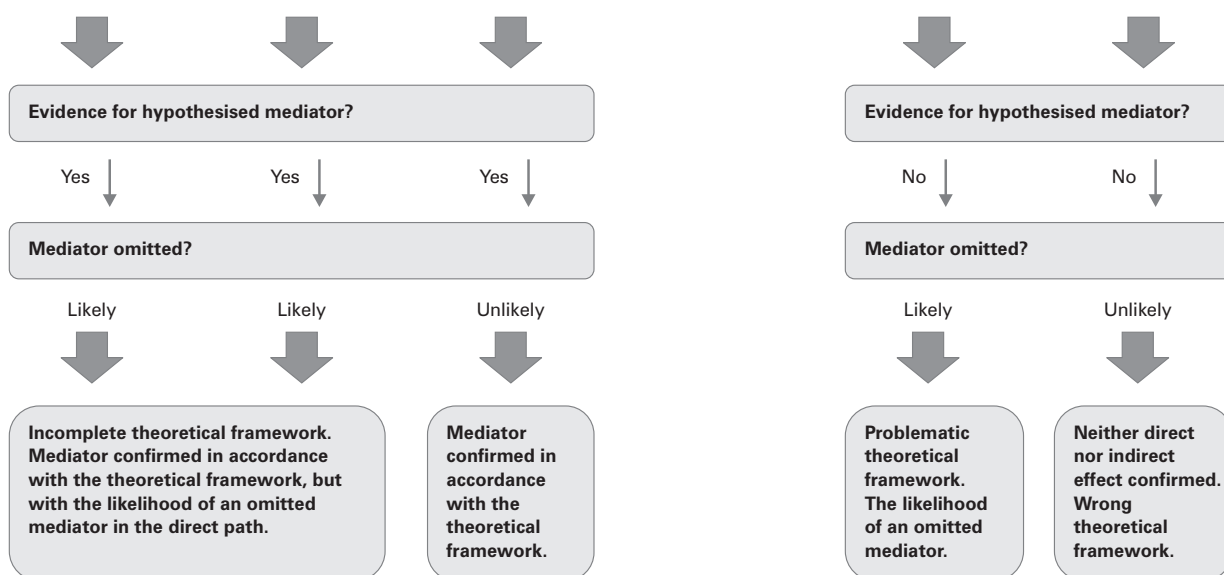 Evidence for hypothesised mediator?
Yes
Yes
Yes
Mediator omitted?
Likely
Likely
Unlikely
Incomplete theoretical framework.
Mediator confirmed in accordance
with the theoretical framework, but
with the likelihood of an omitted
mediator in the direct path.
Mediator
confirmed in
accordance
with the
theoretical
framework.
Evidence for hypothesised mediator?
No
No
Mediator omitted?
Likely
Unlikely
Problematic
theoretical
framework.
The likelihood
of an omitted
mediator.
Neither direct
nor indirect
effect confirmed.
Wrong
theoretical
framework.